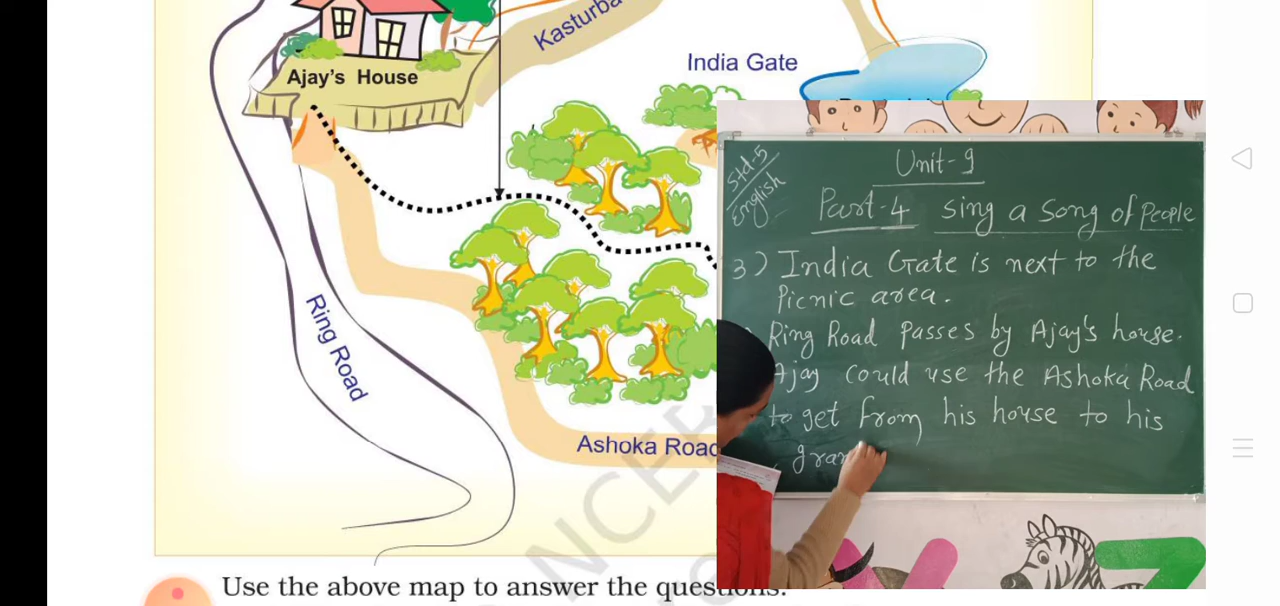 Kasturba
India Gate
Ajay's House
Ring Road
Ashoka Road
Use the above map to answer the questions.
Std-5
English
Unit-9
Part-4 Sing a Song of People
3) India Gate is next to the
Picnic area.
Ring Road Passes by Ajay's house.
Ajay could use the Ashoka Road
to get from his house to his
gran